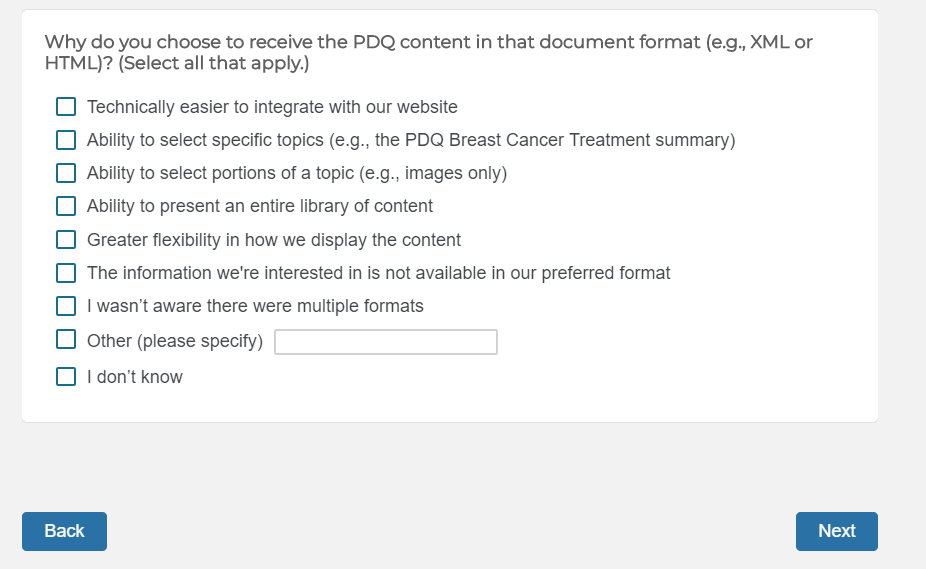 Why do you choose to receive the PDQ content in that document format (e.g., XML or
HTML)? (Select all that apply.)
Technically easier to integrate with our website
Ability to select specific topics (e.g., the PDQ Breast Cancer Treatment summary)
Ability to select portions of a topic (e.g., images only)
Ability to present an entire library of content
Greater flexibility in how we display the content
The information we're interested in is not available in our preferred format
I wasn’t aware there were multiple formats
Other (please specify)
I don’t know
Back
Next